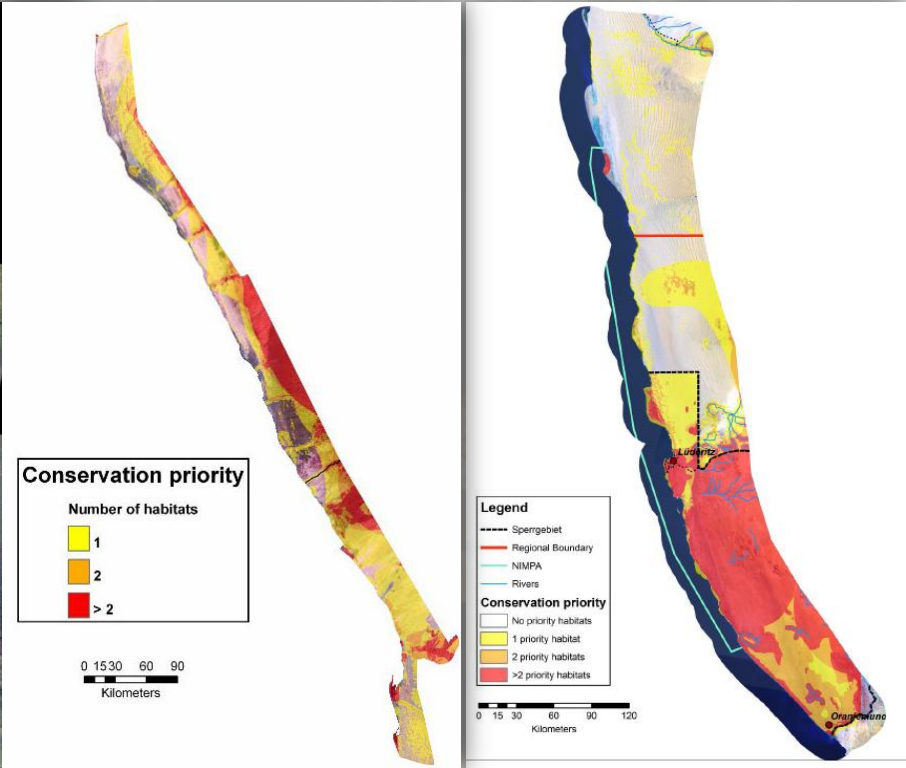 Conservation priority
Number of habitats
1
2
> 2
0 15 30 60 90
Kilometers
Lüderitz
Legend
Sperrgebiet
Regional Boundary
NIMPA
Rivers
Conservation priority
No priority habitats
1 priority habitat
2 priority habitats
>2 priority habitats
0 15 30 60 90 120
Kilometers
Oranjemund